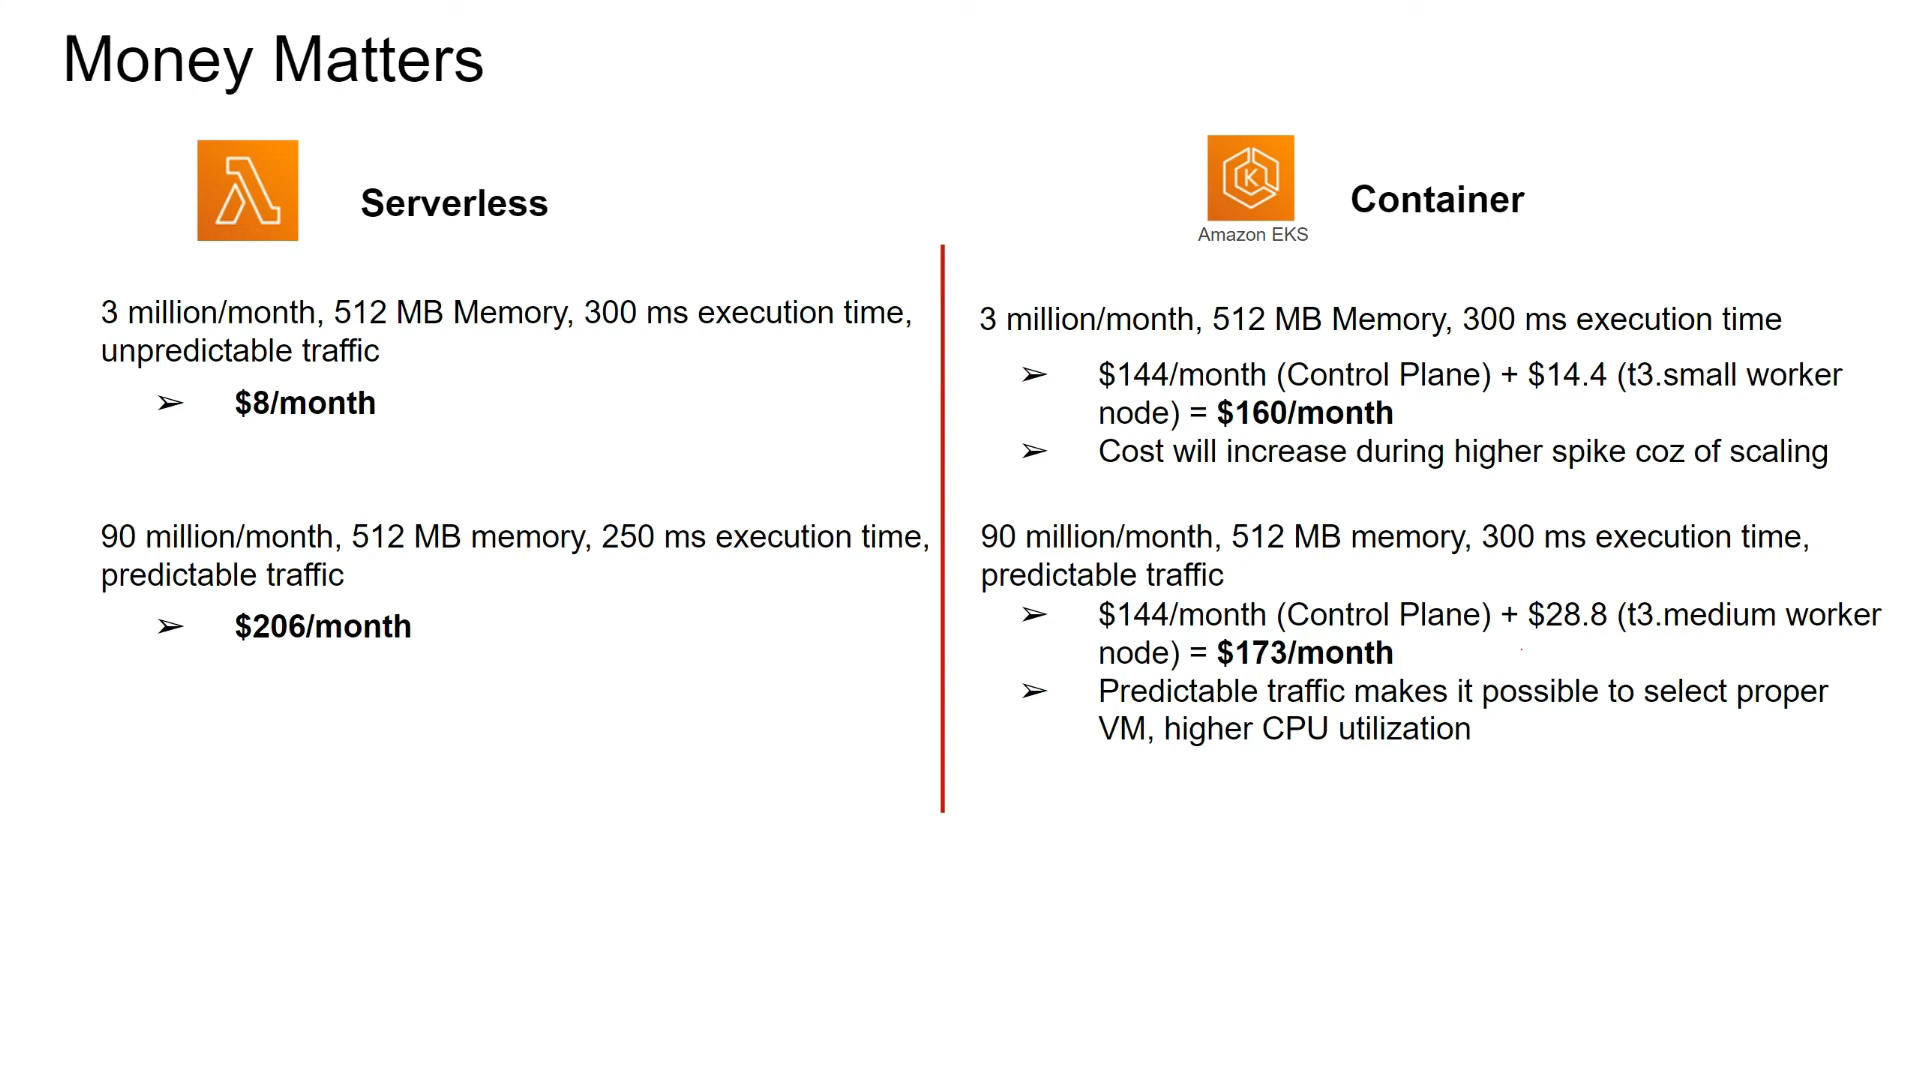 Money Matters
Serverless
3 million/month, 512 MB Memory, 300 ms execution time,
unpredictable traffic
➢ $8/month
90 million/month, 512 MB memory, 250 ms execution time,
predictable traffic
➢ $206/month
Container
Amazon EKS
3 million/month, 512 MB Memory, 300 ms execution time
➢ $144/month (Control Plane) + $14.4 (t3.small worker
node) = $160/month
➢ Cost will increase during higher spike coz of scaling
90 million/month, 512 MB memory, 300 ms execution time,
predictable traffic
➢ $144/month (Control Plane) + $28.8 (t3.medium worker
node) = $173/month
➢ Predictable traffic makes it possible to select proper
VM, higher CPU utilization